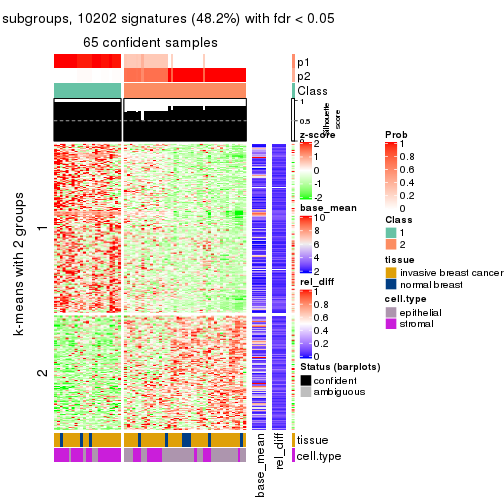 subgroups, 10202 signatures (48.2%) with fdr < 0.05
65 confident samples
p1
p2
Class
1
0.5
0
Silhouette
score
k-means with 2 groups
1
2
z-score
2
1
0
-1
-2
base_mean
10
8
6
4
2
rel_diff
1
0.8
0.6
0.4
0.2
0
Status (barplots)
confident
ambiguous
Prob
1
0.8
0.6
0.4
0.2
0
Class
1
2
tissue
invasive breast cancer
normal breast
cell.type
epithelial
stromal
tissue
cell.type
base_mean
rel_diff